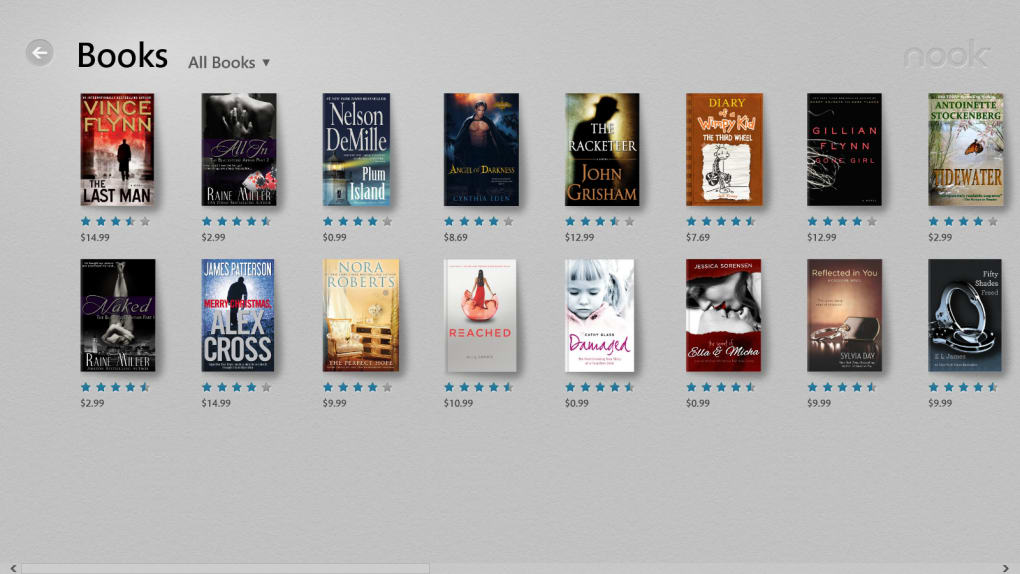 Books
All Books ▼
nook
VINCE
FLYNN
THE
LAST MAN
$14.99
All In
RAINE MILLER
$2.99
Nelson
DeMille
Plum
Island
$0.99
ANGEL OF DARKNESS
CYNTHIA EDEN
$8.69
THE
RACKETEER
JOHN
GRISHAM
$12.99
DIARY
of a
Wimpy Kid
THE THIRD WHEEL
$7.69
GILLIAN
FLYNN
GONE GIRL
A NOVEL
$12.99
ANTOINETTE
STOCKENBERG
TIDEWATER
$2.99
Naked
RAINE MILLER
$2.99
JAMES PATTERSON
MERRY CHRISTMAS,
ALEX
CROSS
$14.99
NORA
ROBERTS
THE PERFECT HOPE
$9.99
REACHED
$10.99
CATHY GLASS
Damaged
$0.99
JESSICA SORENSEN
the secret of
Ella & Micha
$0.99
Reflected in You
SYLVIA DAY
$9.99
Fifty
Shades
Freed
E L James
$9.99